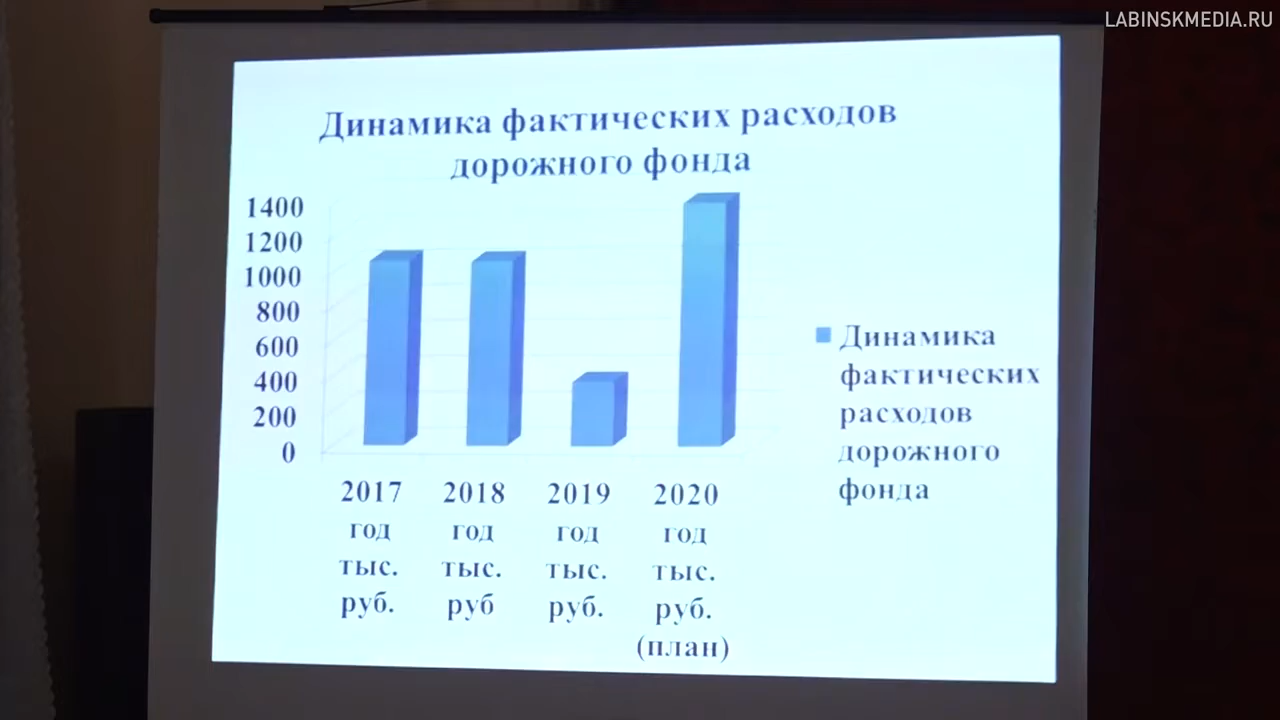 LABINSKMEDIA.RU
Динамика фактических расходов
дорожного фонда
1400
1200
1000
800
600
400
200
0
2017 2018 2019 2020
год год год год
тыс. тыс. тыс. тыс.
руб. руб руб. руб.
(план)
Динамика
фактических
расходов
дорожного
фонда